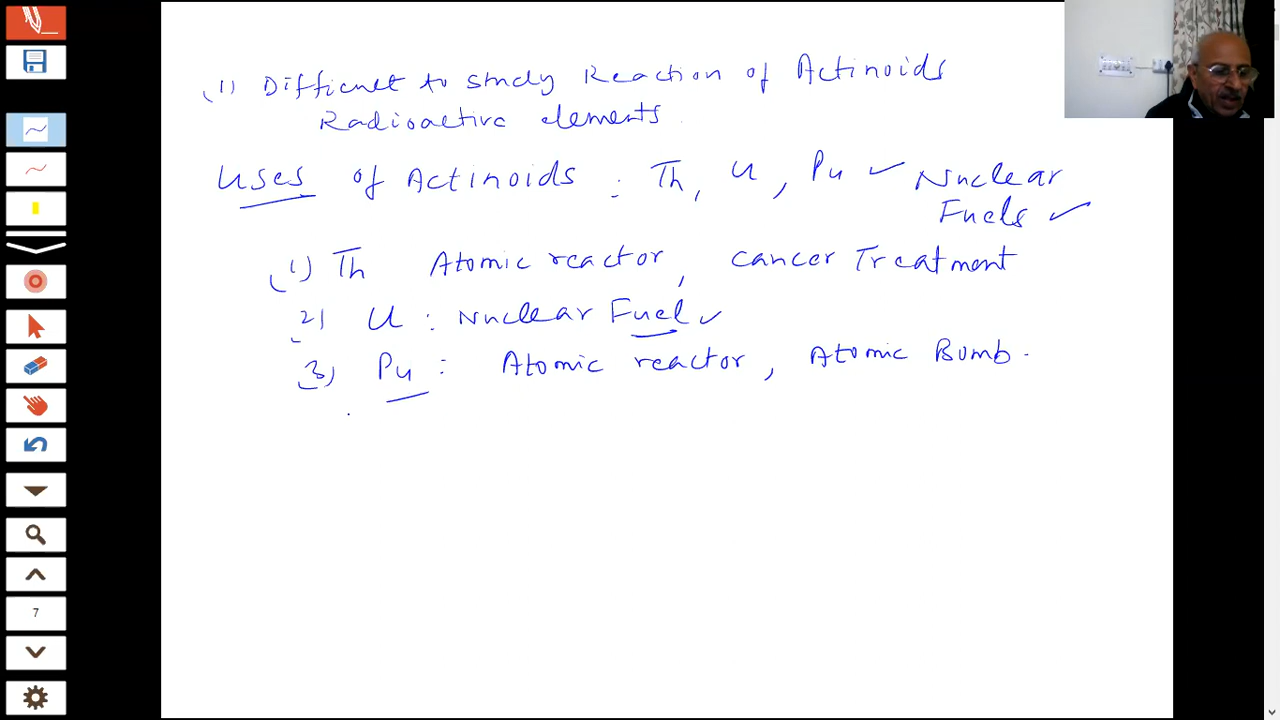 (1) Difficult to study Reaction of Actinoids
Radioactive elements
Uses of Actinoids : Th, U, Pu ✓ Nuclear
Fuels ✓
(1) Th Atomic reactor, cancer Treatment
(2) U : Nuclear Fuel ✓
(3) Pu : Atomic reactor, Atomic Bomb.
7